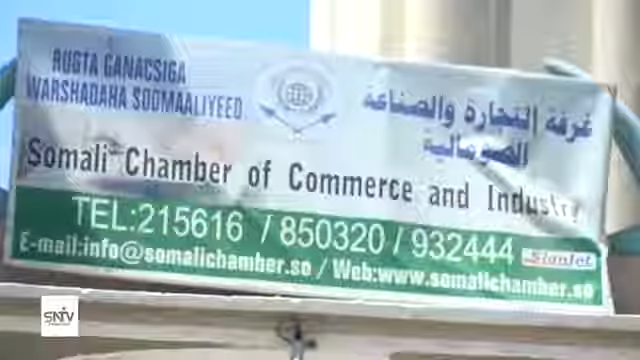 RUGTA GANACSIGA
WARSHADAHA SOOMAALIYEED
غرفة التجارة والصناعة
الصومالية
Somali Chamber of Commerce and Industry
TEL:215616 / 850320 / 932444
SignJet
E-mail:info@somalichamber.so / Web:www.somalichamber.so
SNTV